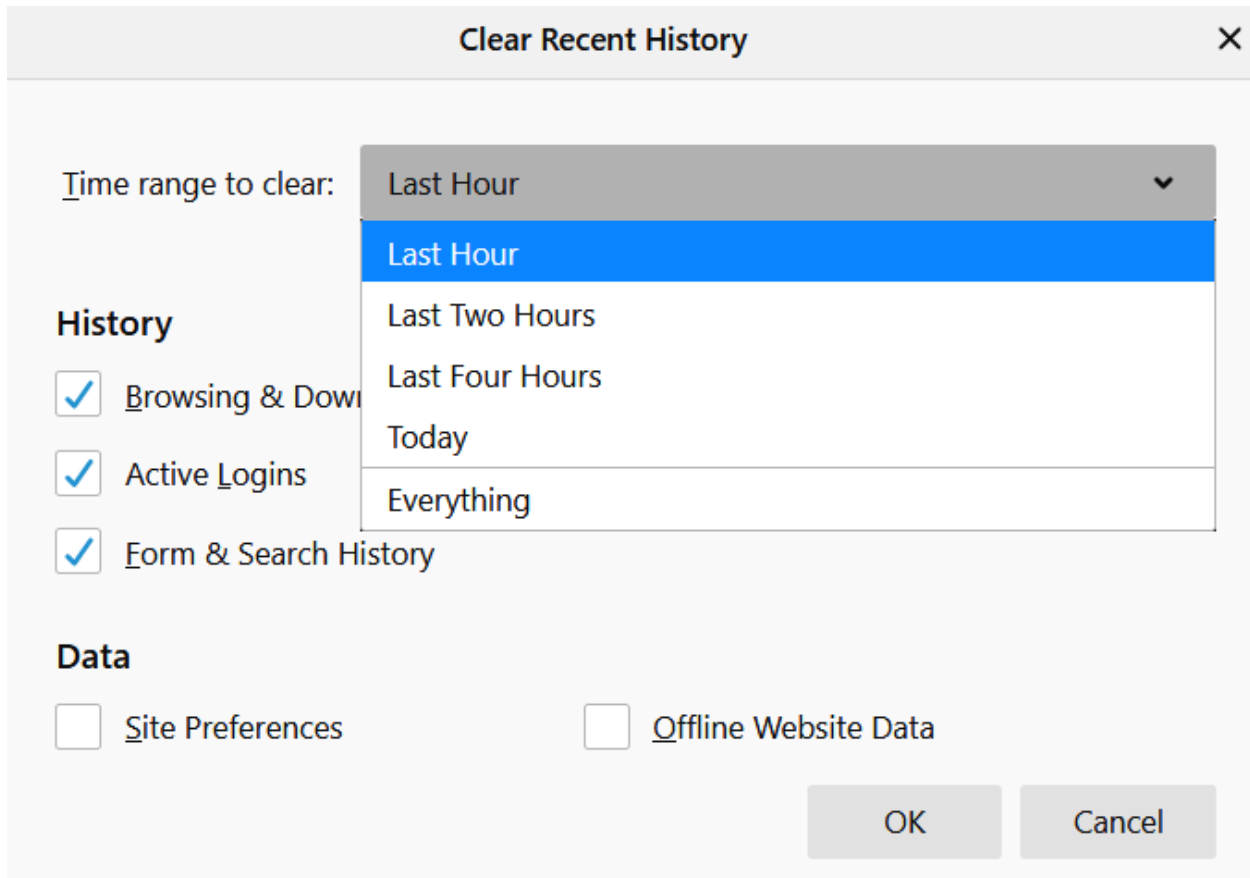 Clear Recent History
Time range to clear: Last Hour
Last Hour
Last Two Hours
Last Four Hours
Today
Everything
History
Browsing &
Active Logins
Form & Search History
Data
Site Preferences Offline Website Data
OK Cancel